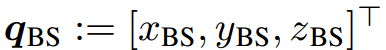 q_BS := [x_BS, y_BS, z_BS]^⊤